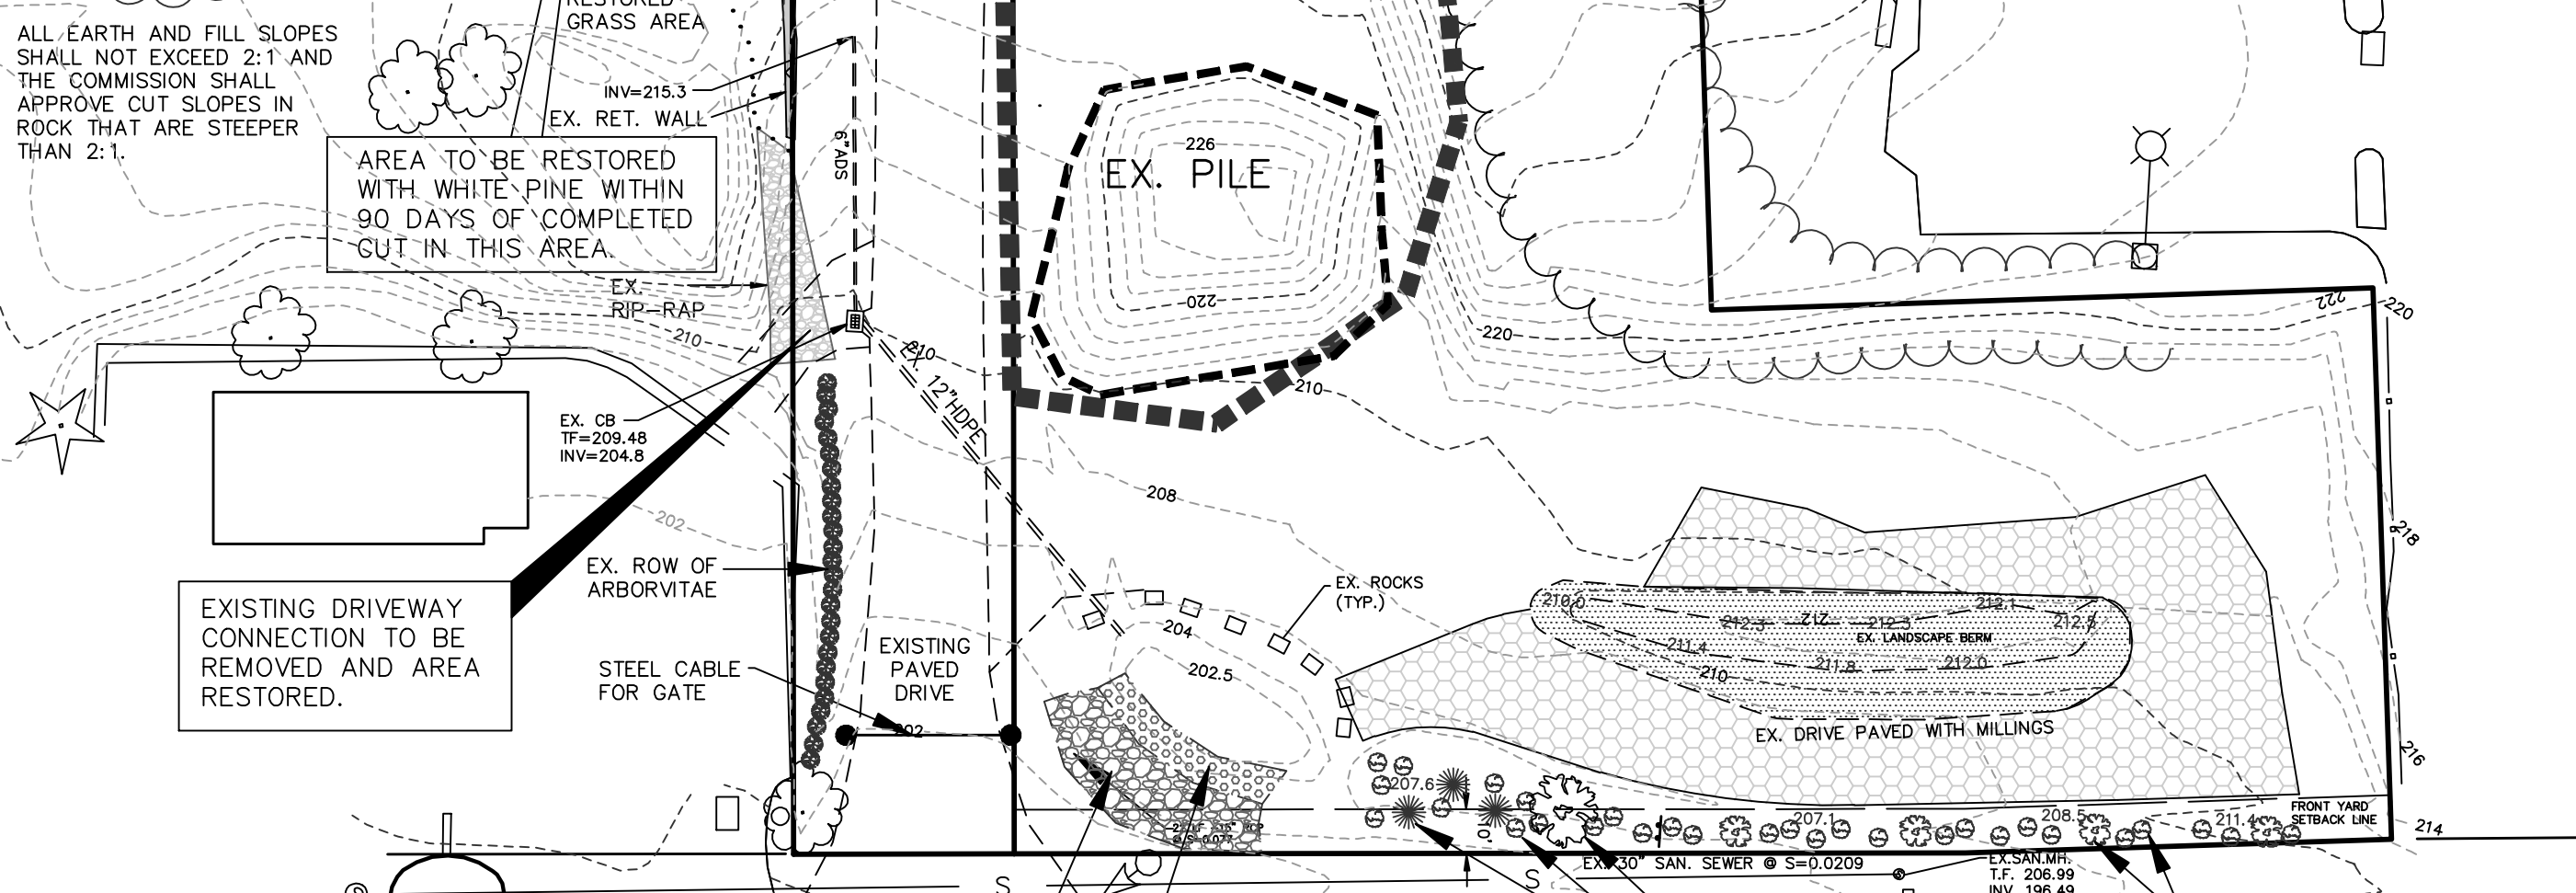 RESTORED
GRASS AREA
ALL EARTH AND FILL SLOPES
SHALL NOT EXCEED 2:1 AND
THE COMMISSION SHALL
APPROVE CUT SLOPES IN
ROCK THAT ARE STEEPER
THAN 2:1.
INV=215.3
EX. RET. WALL
6" ADS
AREA TO BE RESTORED
WITH WHITE PINE WITHIN
90 DAYS OF COMPLETED
CUT IN THIS AREA.
EX.
RIP-RAP
210
226
EX. PILE
220
210
EX. 12"HDPE
210
220
222
220
EX. CB
TF=209.48
INV=204.8
202
208
218
EX. ROW OF
ARBORVITAE
EXISTING DRIVEWAY
CONNECTION TO BE
REMOVED AND AREA
RESTORED.
STEEL CABLE
FOR GATE
EXISTING
PAVED
DRIVE
202
EX. ROCKS
(TYP.)
204
202.5
210.0
212.3
212
212.3
212.1
212.5
EX. LANDSCAPE BERM
211.4
211.8
212.0
210
EX. DRIVE PAVED WITH MILLINGS
216
207.6
10'
207.1
208.5
211.4
FRONT YARD
SETBACK LINE
214
S=0.077
EX. 30" SAN. SEWER @ S=0.0209
EX.SAN.MH.
T.F. 206.99
INV 196.49
S
S
S